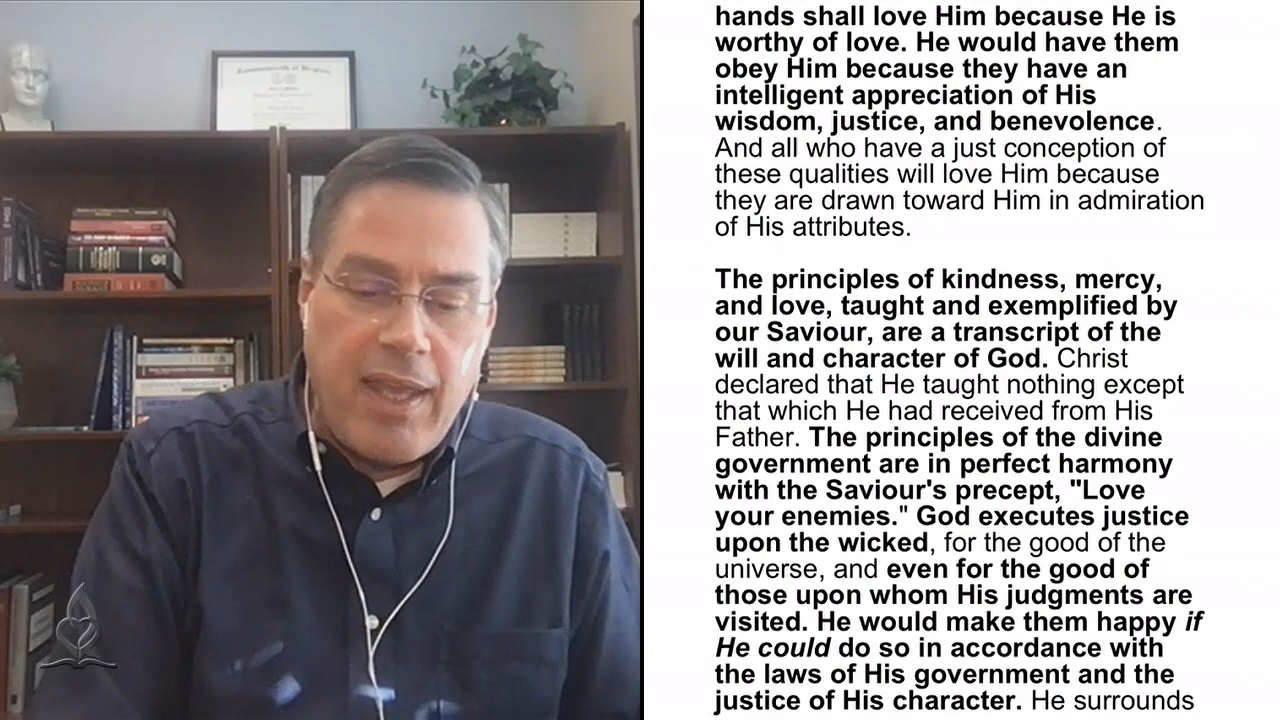 Commonwealth of Virginia
hands shall love Him because He is
worthy of love. He would have them
obey Him because they have an
intelligent appreciation of His
wisdom, justice, and benevolence.
And all who have a just conception of
these qualities will love Him because
they are drawn toward Him in admiration
of His attributes.
The principles of kindness, mercy,
and love, taught and exemplified by
our Saviour, are a transcript of the
will and character of God. Christ
declared that He taught nothing except
that which He had received from His
Father. The principles of the divine
government are in perfect harmony
with the Saviour's precept, "Love
your enemies." God executes justice
upon the wicked, for the good of the
universe, and even for the good of
those upon whom His judgments are
visited. He would make them happy if
He could do so in accordance with
the laws of His government and the
justice of His character. He surrounds